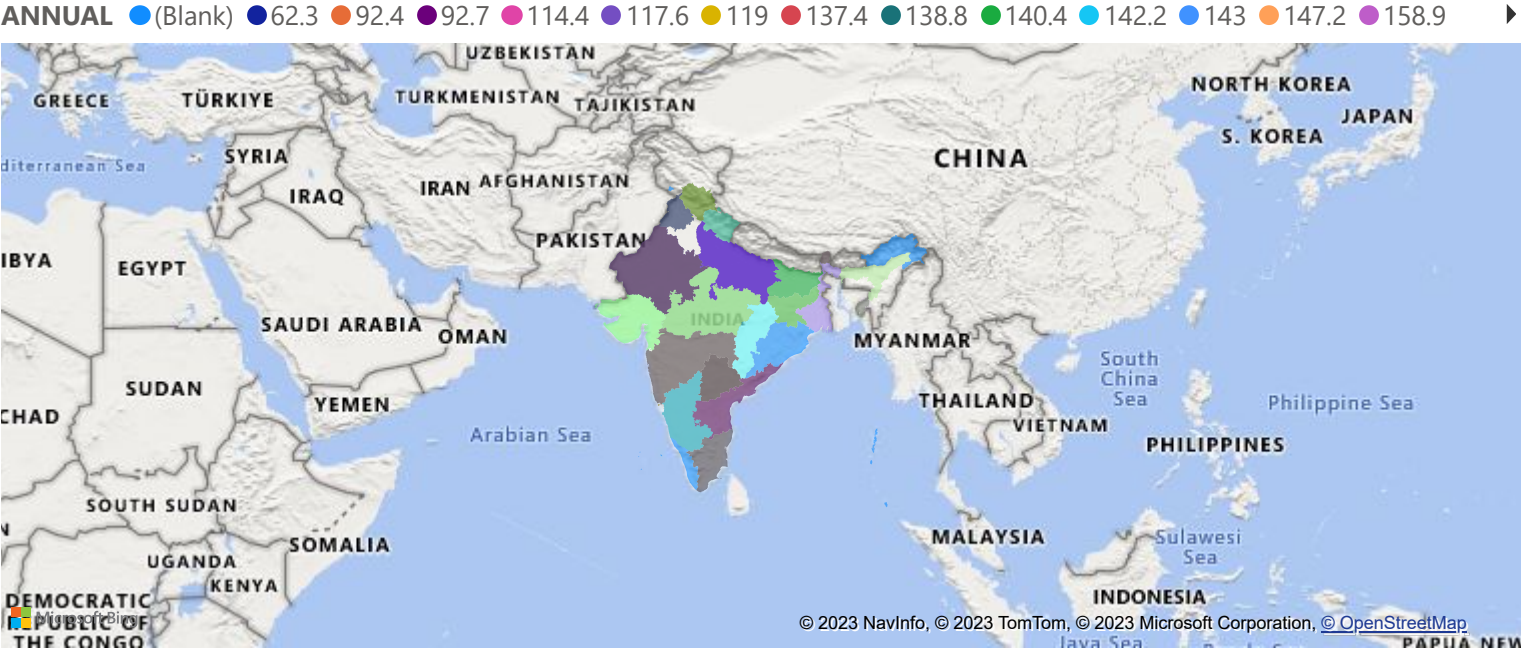 ANNUAL (Blank) 62.3 92.4 92.7 114.4 117.6 119 137.4 138.8 140.4 142.2 143 147.2 158.9
UZBEKISTAN
GREECE TÜRKIYE TURKMENISTAN TAJIKISTAN NORTH KOREA
JAPAN
S. KOREA
diterranean Sea SYRIA CHINA
IRAQ IRAN AFGHANISTAN
PAKISTAN
IBYA EGYPT
SAUDI ARABIA OMAN INDIA MYANMAR
SUDAN
South
China
Sea
CHAD YEMEN THAILAND Philippine Sea
VIETNAM
Arabian Sea PHILIPPINES
SOUTH SUDAN
SOMALIA MALAYSIA Sulawesi
Sea
UGANDA
KENYA
INDONESIA
DEMOCRATIC
REPUBLIC OF
THE CONGO
Microsoft Bing
© 2023 NavInfo, © 2023 TomTom, © 2023 Microsoft Corporation, © OpenStreetMap
Java Sea PAPUA NEW